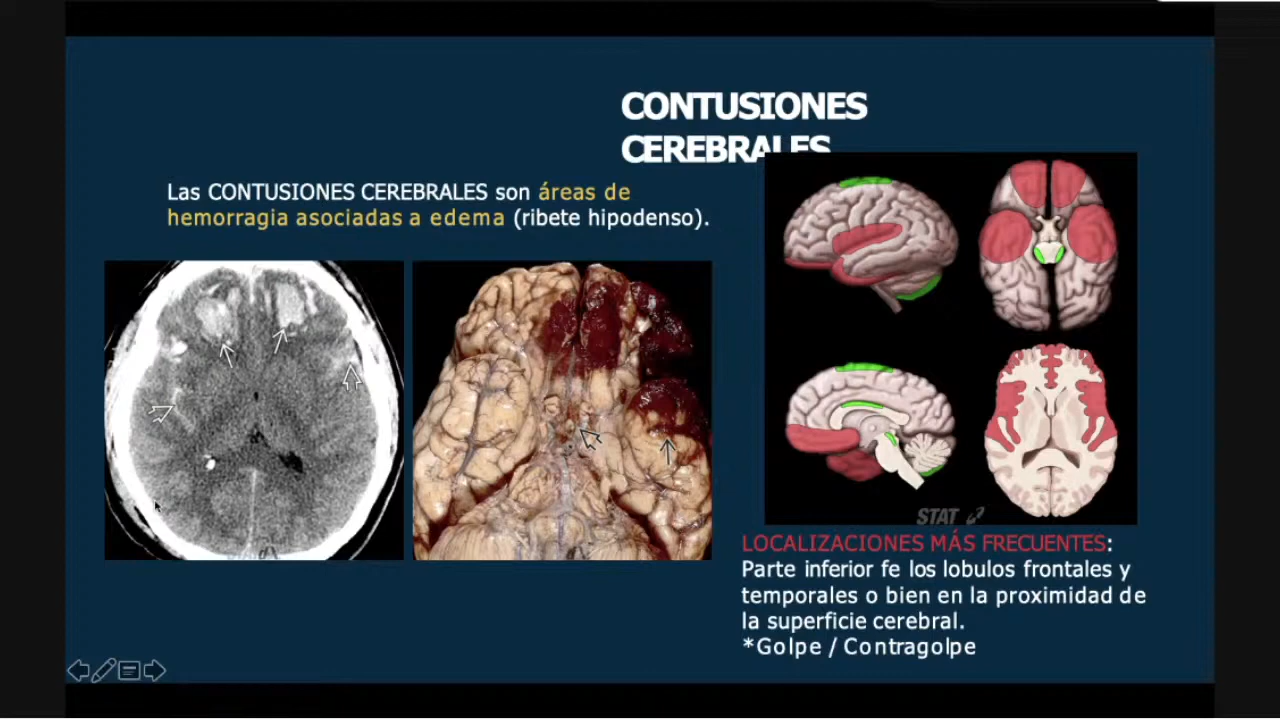 CONTUSIONES
CEREBRALES
Las CONTUSIONES CEREBRALES son áreas de
hemorragia asociadas a edema (ribete hipodenso).
STAT
LOCALIZACIONES MÁS FRECUENTES:
Parte inferior fe los lobulos frontales y
temporales o bien en la proximidad de
la superficie cerebral.
*Golpe / Contragolpe